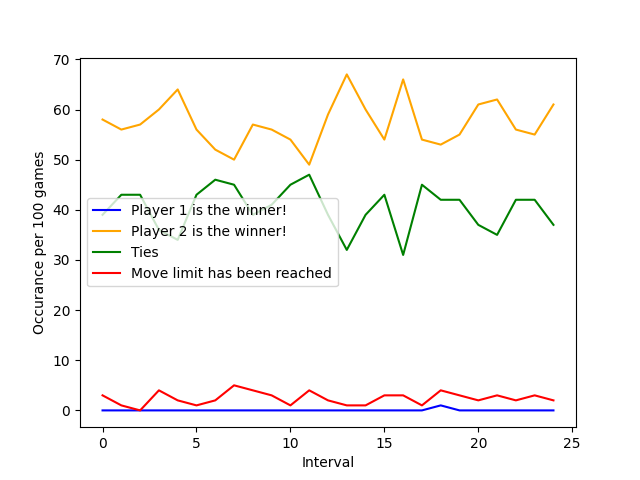 70
60
50
40
30
20
10
0
Occurance per 100 games
Player 1 is the winner!
Player 2 is the winner!
Ties
Move limit has been reached
0 5 10 15 20 25
Interval